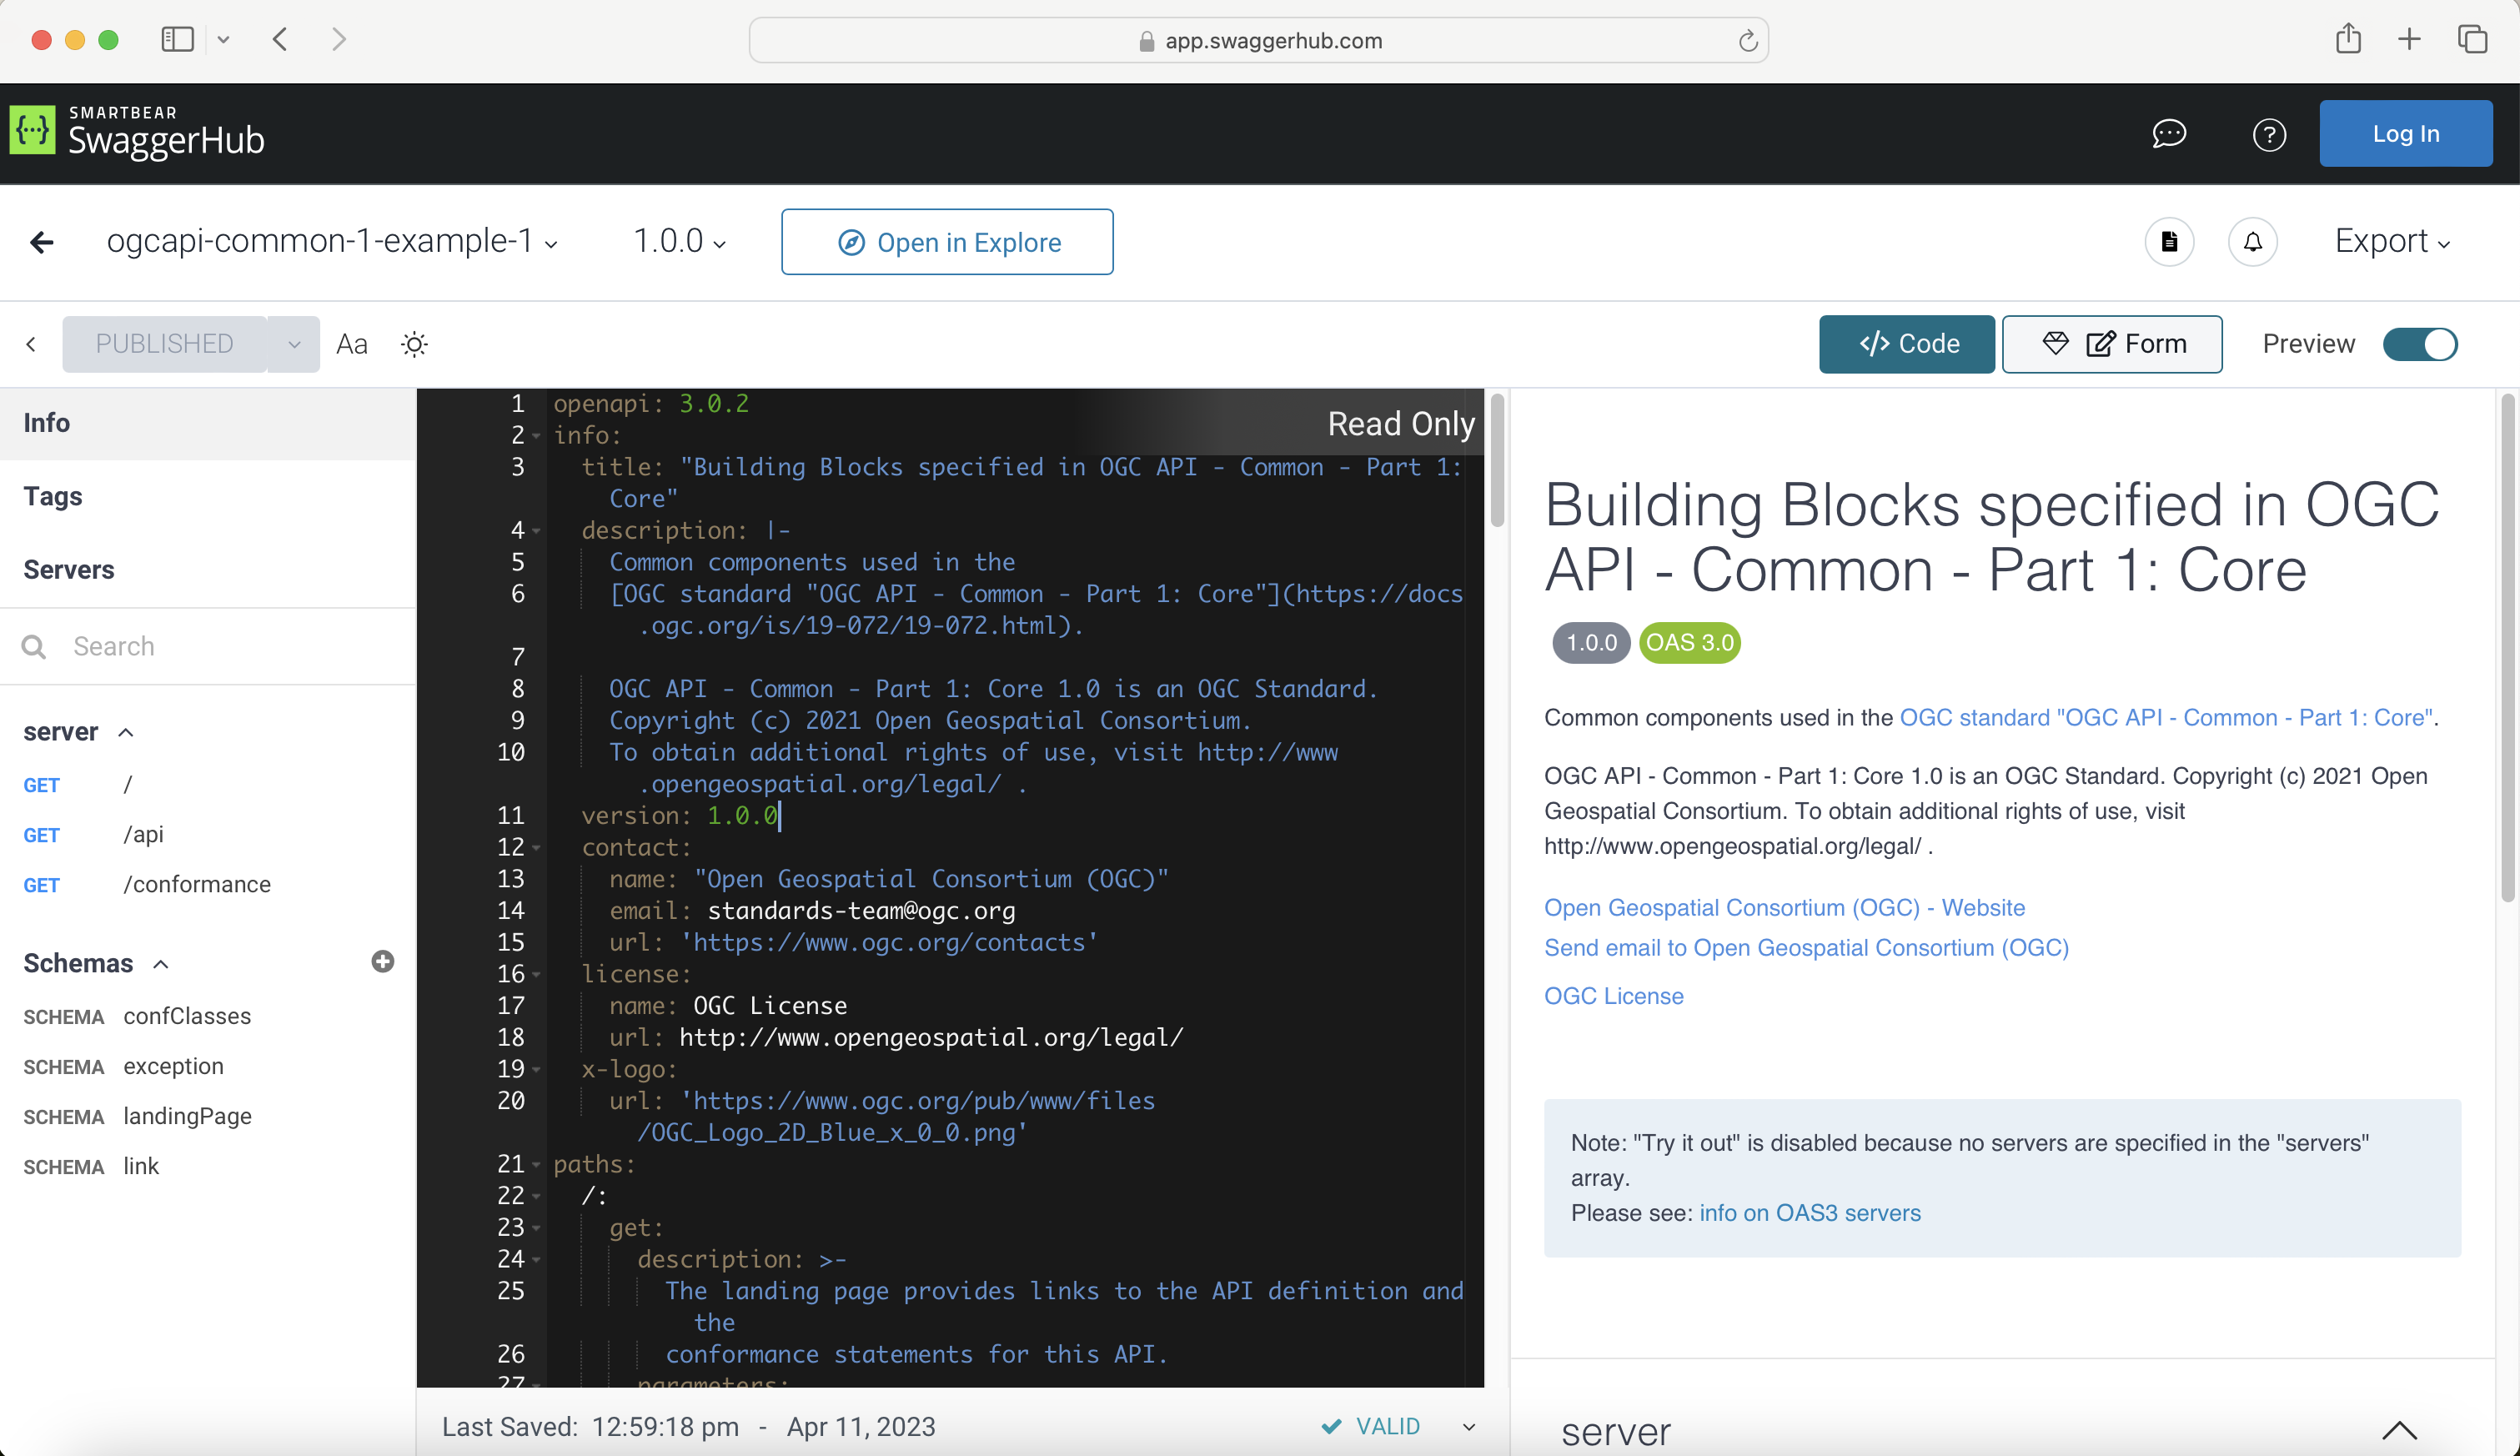 app.swaggerhub.com
SMARTBEAR
SwaggerHub
Log In
ogcapi-common-1-example-1
1.0.0
Open in Explore
Export
PUBLISHED
Aa
</> Code
Form
Preview
Info
Tags
Servers
Search
server
GET /
GET /api
GET /conformance
Schemas
SCHEMA confClasses
SCHEMA exception
SCHEMA landingPage
SCHEMA link
Read Only
1 openapi: 3.0.2
2 info:
3 title: "Building Blocks specified in OGC API - Common - Part 1:
Core"
4 description: |-
5 Common components used in the
6 [OGC standard "OGC API - Common - Part 1: Core"](https://docs
.ogc.org/is/19-072/19-072.html).
7
8 OGC API - Common - Part 1: Core 1.0 is an OGC Standard.
9 Copyright (c) 2021 Open Geospatial Consortium.
10 To obtain additional rights of use, visit http://www
.opengeospatial.org/legal/ .
11 version: 1.0.0
12 contact:
13 name: "Open Geospatial Consortium (OGC)"
14 email: standards-team@ogc.org
15 url: 'https://www.ogc.org/contacts'
16 license:
17 name: OGC License
18 url: http://www.opengeospatial.org/legal/
19 x-logo:
20 url: 'https://www.ogc.org/pub/www/files
/OGC_Logo_2D_Blue_x_0_0.png'
21 paths:
22 /:
23 get:
24 description: >-
25 The landing page provides links to the API definition and
the
26 conformance statements for this API.
27 parameters:
Last Saved: 12:59:18 pm - Apr 11, 2023
VALID
Building Blocks specified in OGC
API - Common - Part 1: Core
1.0.0 OAS 3.0
Common components used in the OGC standard "OGC API - Common - Part 1: Core".
OGC API - Common - Part 1: Core 1.0 is an OGC Standard. Copyright (c) 2021 Open
Geospatial Consortium. To obtain additional rights of use, visit
http://www.opengeospatial.org/legal/ .
Open Geospatial Consortium (OGC) - Website
Send email to Open Geospatial Consortium (OGC)
OGC License
Note: "Try it out" is disabled because no servers are specified in the "servers"
array.
Please see: info on OAS3 servers
server